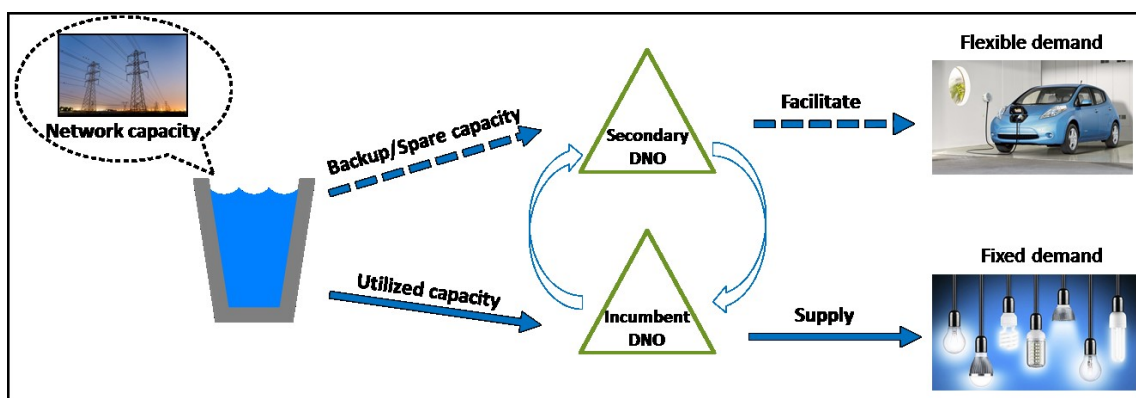 Network capacity
Backup/Spare capacity
Utilized capacity
Secondary
DNO
Incumbent
DNO
Facilitate
Supply
Flexible demand
Fixed demand